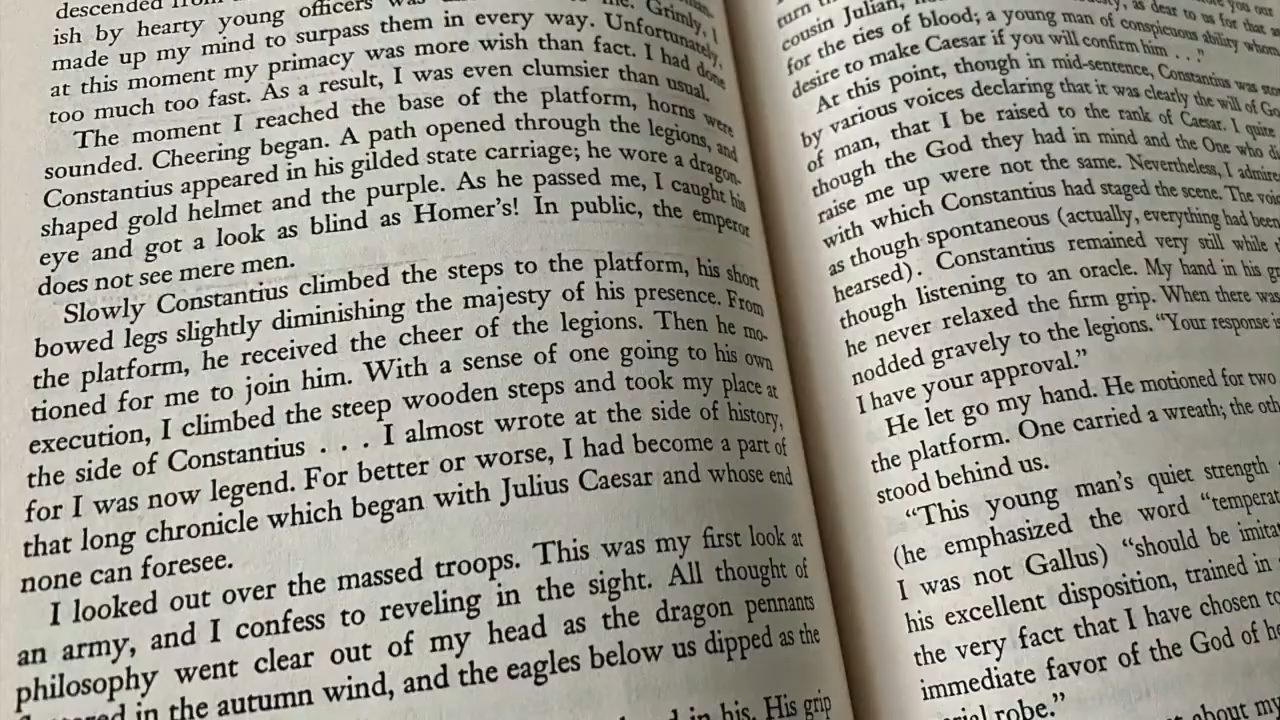 descended from
ish by hearty young officers was
made up my mind to surpass them in every way. Unfortunately,
at this moment my primacy was more wish than fact. I had done
too much too fast. As a result, I was even clumsier than usual.
The moment I reached the base of the platform, horns were
sounded. Cheering began. A path opened through the legions, and
Constantius appeared in his gilded state carriage; he wore a dragon-
shaped gold helmet and the purple. As he passed me, I caught his
eye and got a look as blind as Homer's! In public, the emperor
does not see mere men.
Slowly Constantius climbed the steps to the platform, his short
bowed legs slightly diminishing the majesty of his presence. From
the platform, he received the cheer of the legions. Then he mo-
tioned for me to join him. With a sense of one going to his own
execution, I climbed the steep wooden steps and took my place at
the side of Constantius . . . I almost wrote at the side of history,
for I was now legend. For better or worse, I had become a part of
that long chronicle which began with Julius Caesar and whose end
none can foresee.
I looked out over the massed troops. This was my first look at
an army, and I confess to reveling in the sight. All thought of
philosophy went clear out of my head as the dragon pennants
in the autumn wind, and the eagles below us dipped as the
in his. His grip
turn
cousin Julian,
as dear to us for that
for the ties of blood; a young man of conspicuous ability whom
desire to make Caesar if you will confirm him . . ."
At this point, though in mid-sentence, Constantius was
by various voices declaring that it was clearly the will of
of man, that I be raised to the rank of Caesar. I quite
though the God they had in mind and the One who
raise me up were not the same. Nevertheless, I
with which Constantius had staged the scene. The
as though spontaneous (actually, everything had been
hearsed). Constantius remained very still while
though listening to an oracle. My hand in his
he never relaxed the firm grip. When there was
nodded gravely to the legions. "Your response
I have your approval."
He let go my hand. He motioned for two
the platform. One carried a wreath; the
stood behind us.
"This young man's quiet strength
(he emphasized the word "temperat
I was not Gallus) "should be imita
his excellent disposition, trained in
the very fact that I have chosen to
immediate favor of the God of
robe."
about my